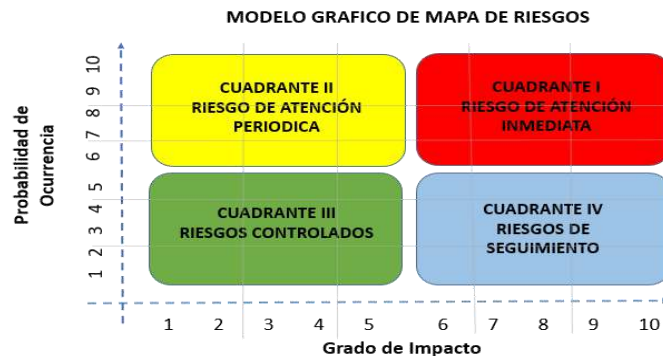 MODELO GRAFICO DE MAPA DE RIESGOS
Probabilidad de
Ocurrencia
10
9
8
7
6
5
4
3
2
1
CUADRANTE II
RIESGO DE ATENCIÓN
PERIODICA
CUADRANTE I
RIESGO DE ATENCIÓN
INMEDIATA
CUADRANTE III
RIESGOS CONTROLADOS
CUADRANTE IV
RIESGOS DE
SEGUIMIENTO
1 2 3 4 5 6 7 8 9 10
Grado de Impacto